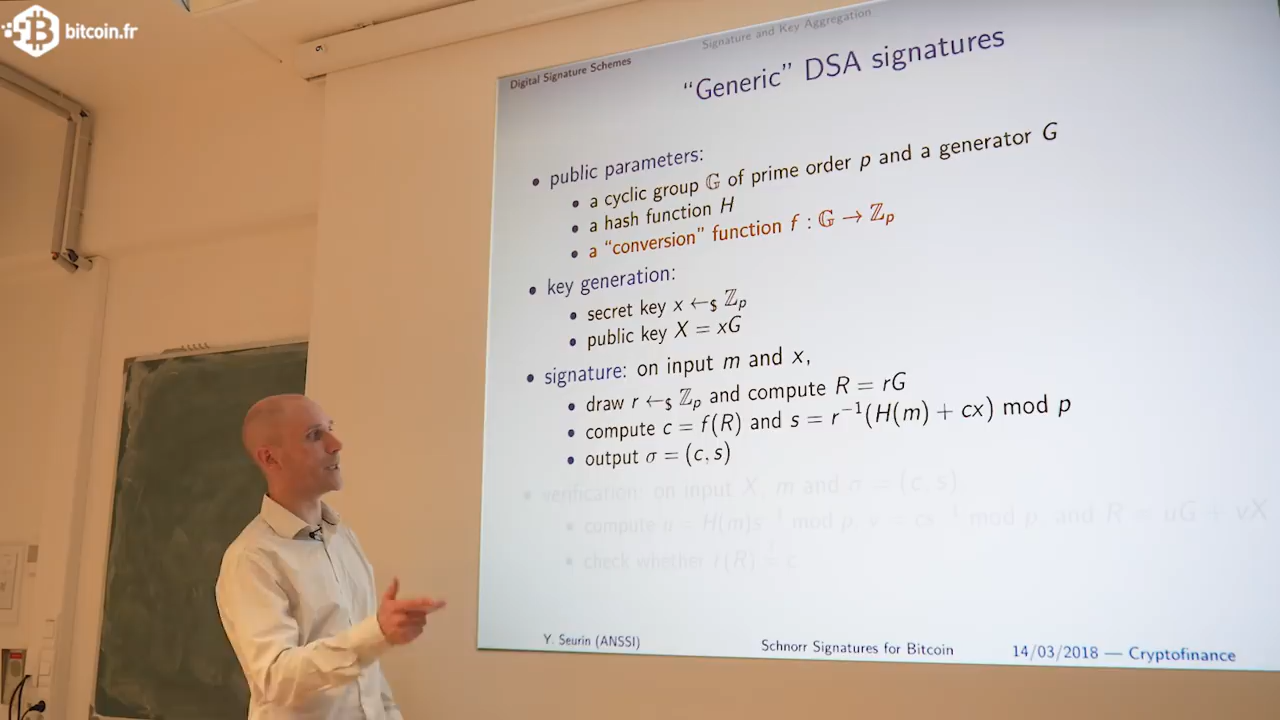 bitcoin.fr
Digital Signature Schemes
Signature and Key Aggregation
“Generic” DSA signatures
• public parameters:
• a cyclic group 𝔾 of prime order p and a generator G
• a hash function H
• a “conversion” function f : 𝔾 → ℤp
• key generation:
• secret key x ←$ ℤp
• public key X = xG
• signature: on input m and x,
• draw r ←$ ℤp and compute R = rG
• compute c = f(R) and s = r⁻¹(H(m) + cx) mod p
• output σ = (c, s)
• verification: on input X, m and σ = (c, s)
• compute u = H(m)s⁻¹ mod p, v = cs⁻¹ mod p, and R = uG + vX
• check whether f(R) = c
Y. Seurin (ANSSI)
Schnorr Signatures for Bitcoin
14/03/2018 — Cryptofinance